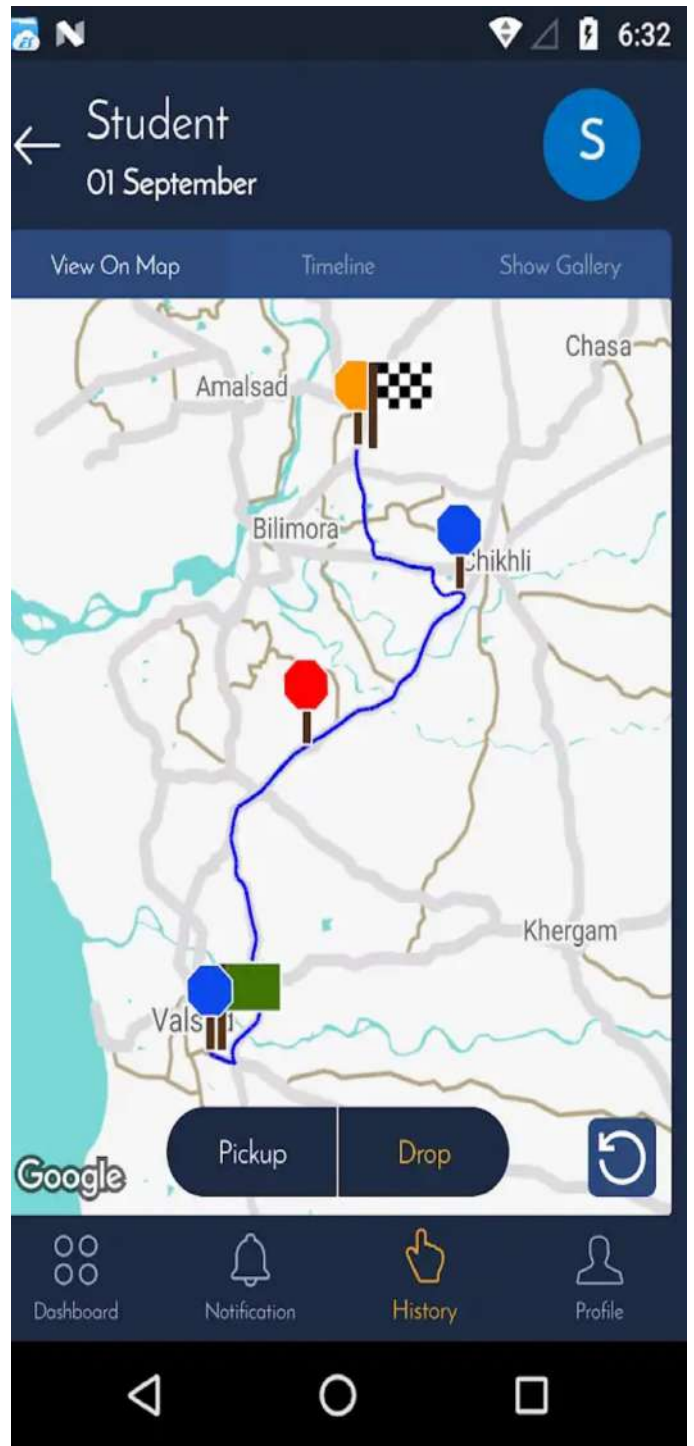 6:32
Student
S
01 September
View On Map Timeline Show Gallery
Chasa
Amalsad
Bilimora
Chikhli
Khergam
Pickup Drop
Google
Dashboard Notification History Profile